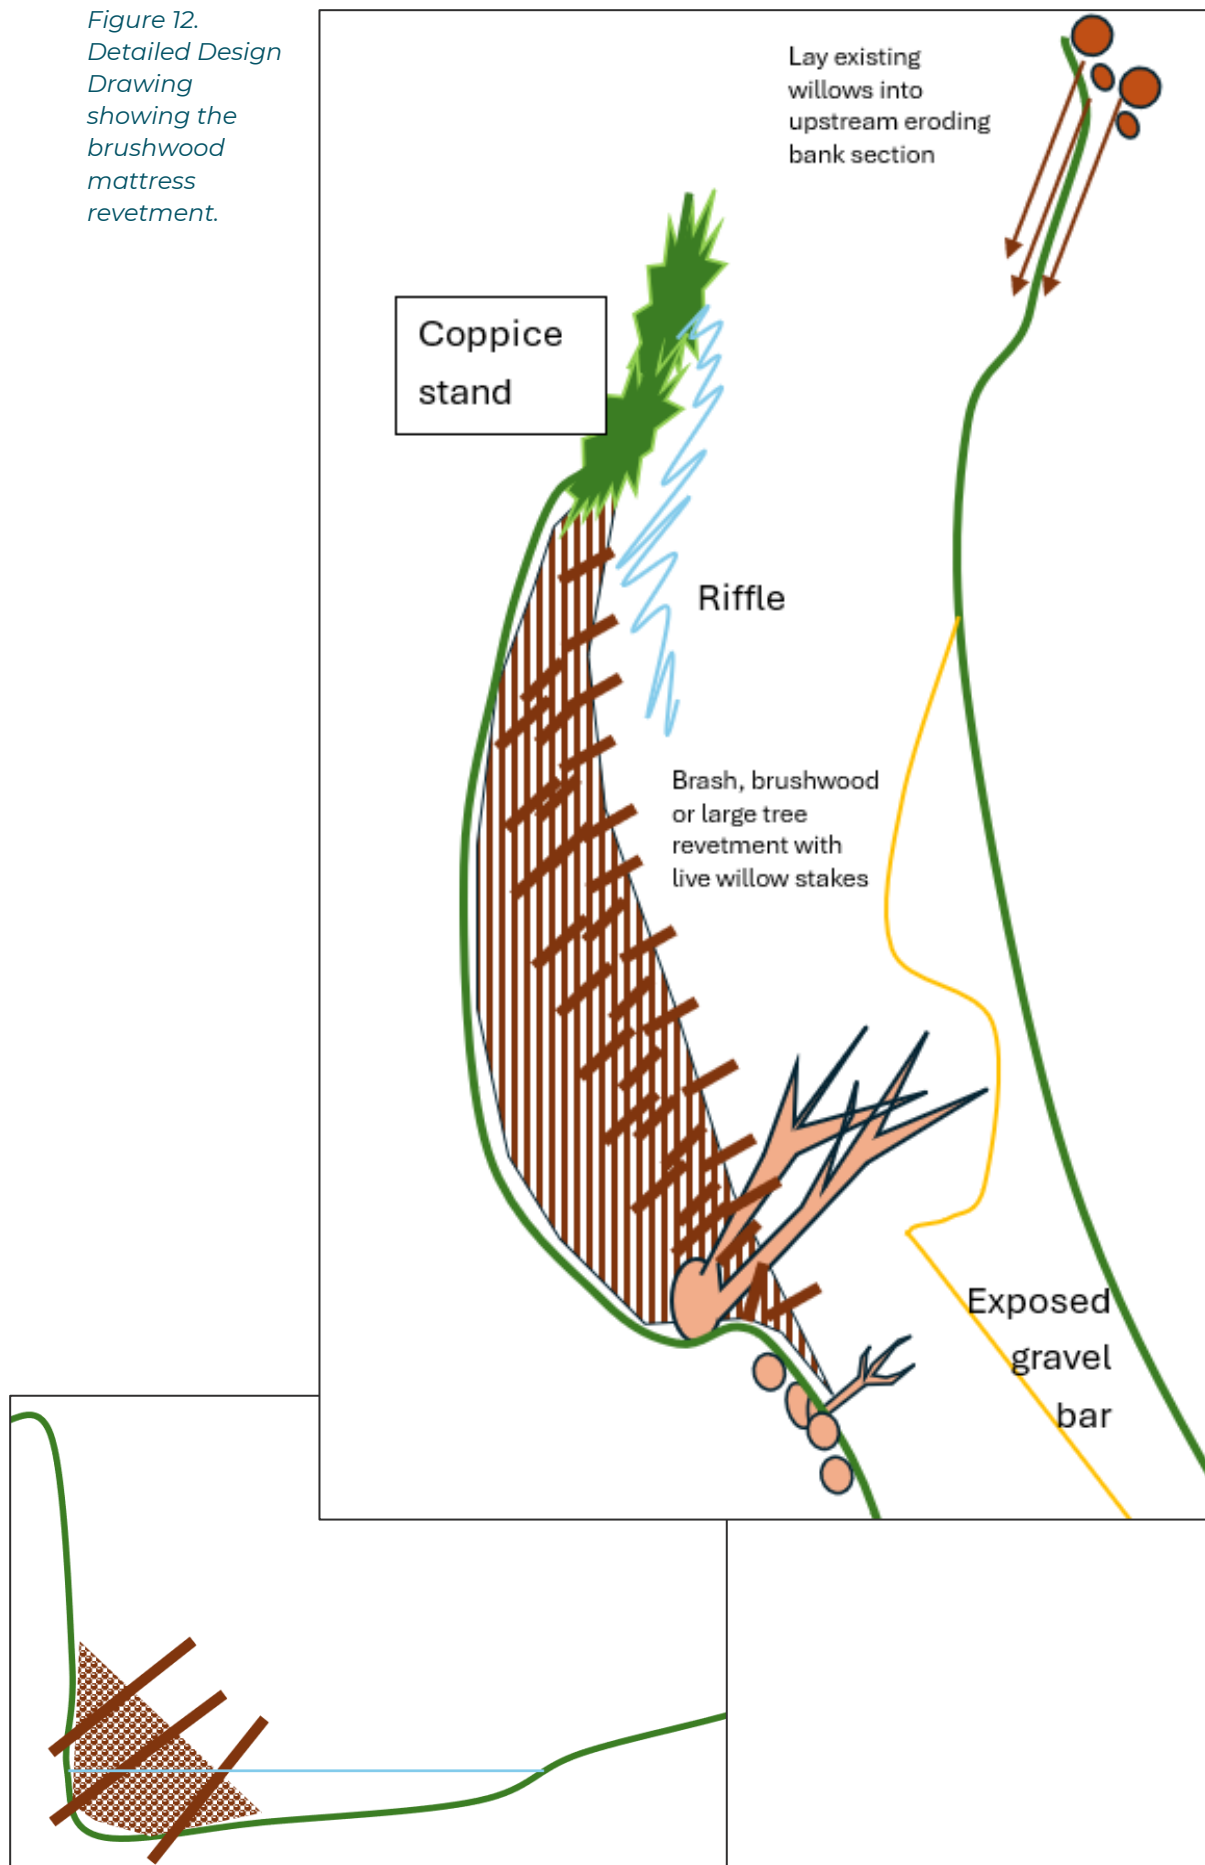 Figure 12.
Detailed Design
Drawing
showing the
brushwood
mattress
revetment.
Lay existing
willows into
upstream eroding
bank section
Coppice
stand
Riffle
Brash, brushwood
or large tree
revetment with
live willow stakes
Exposed
gravel
bar